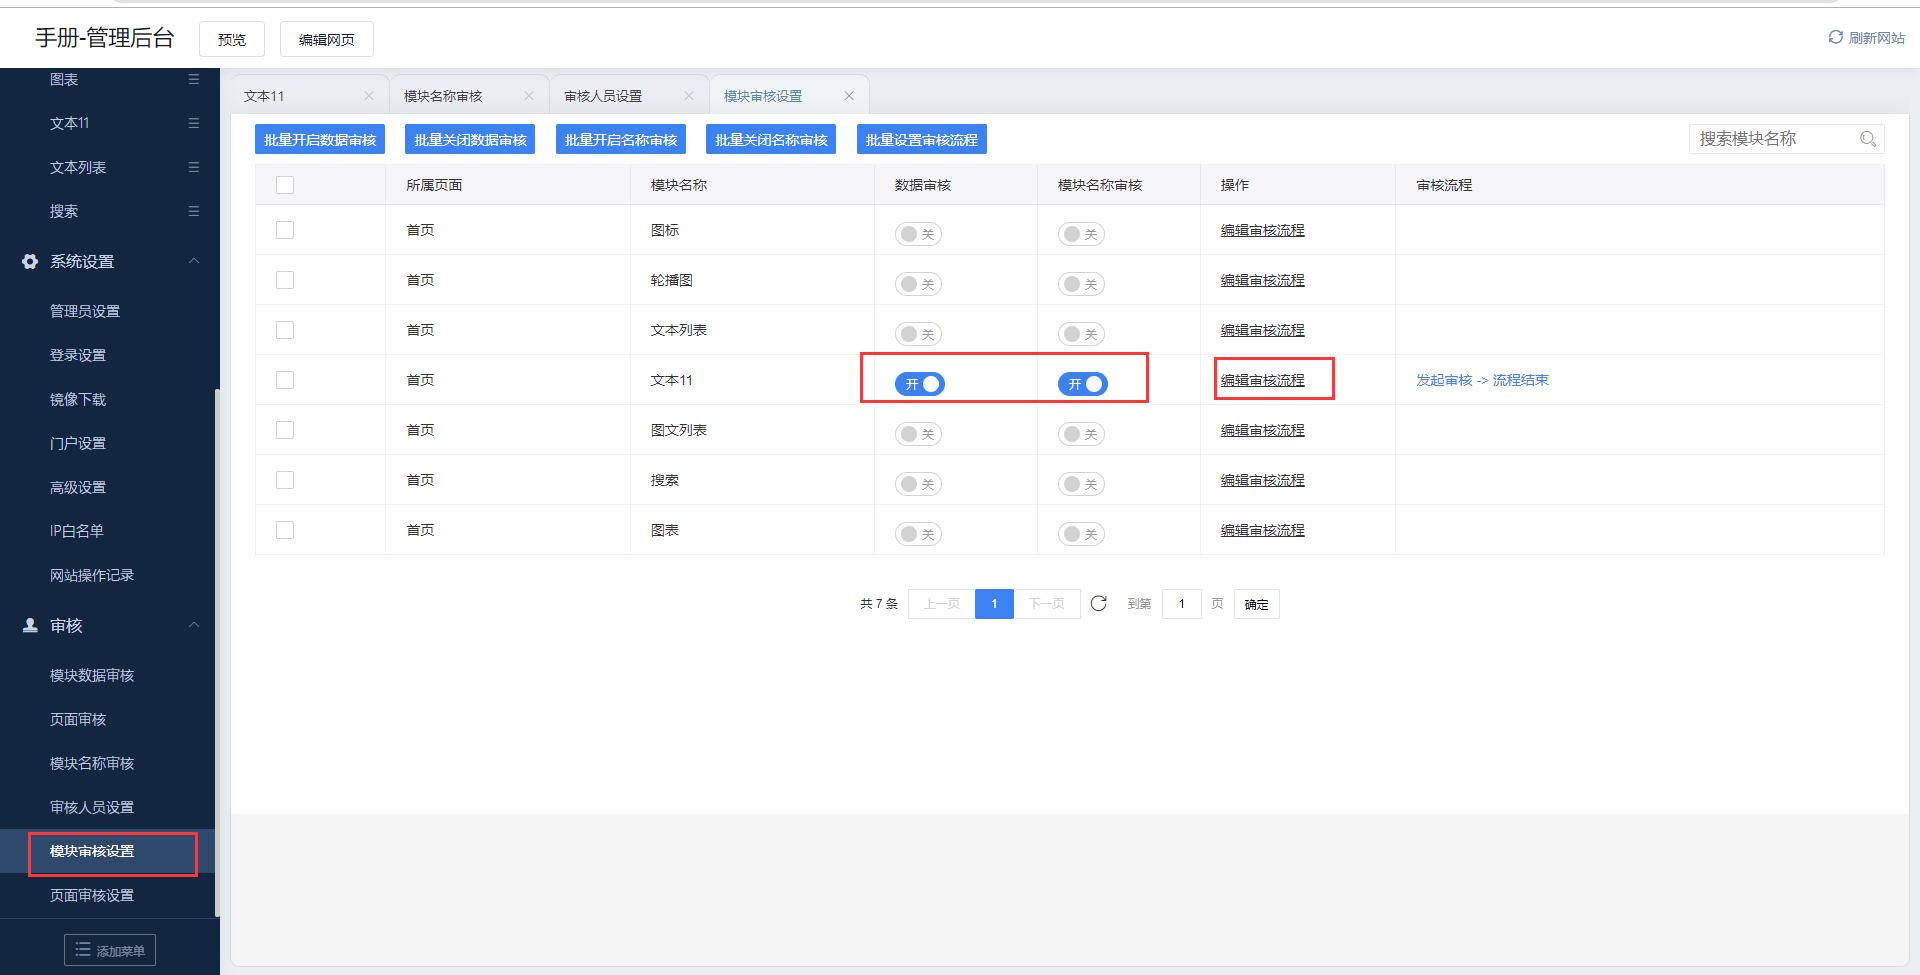 手册-管理后台 预览 编辑网页 刷新网站
图表
文本11
文本列表
搜索
系统设置
管理员设置
登录设置
镜像下载
门户设置
高级设置
IP白名单
网站操作记录
审核
模块数据审核
页面审核
模块名称审核
审核人员设置
模块审核设置
页面审核设置
添加菜单
文本11 模块名称审核 审核人员设置 模块审核设置
批量开启数据审核 批量关闭数据审核 批量开启名称审核 批量关闭名称审核 批量设置审核流程 搜索模块名称
所属页面 模块名称 数据审核 模块名称审核 操作 审核流程
首页 图标 关 关 编辑审核流程
首页 轮播图 关 关 编辑审核流程
首页 文本列表 关 关 编辑审核流程
首页 文本11 开 开 编辑审核流程 发起审核 -> 流程结束
首页 图文列表 关 关 编辑审核流程
首页 搜索 关 关 编辑审核流程
首页 图表 关 关 编辑审核流程
共 7 条 上一页 1 下一页 到第 1 页 确定